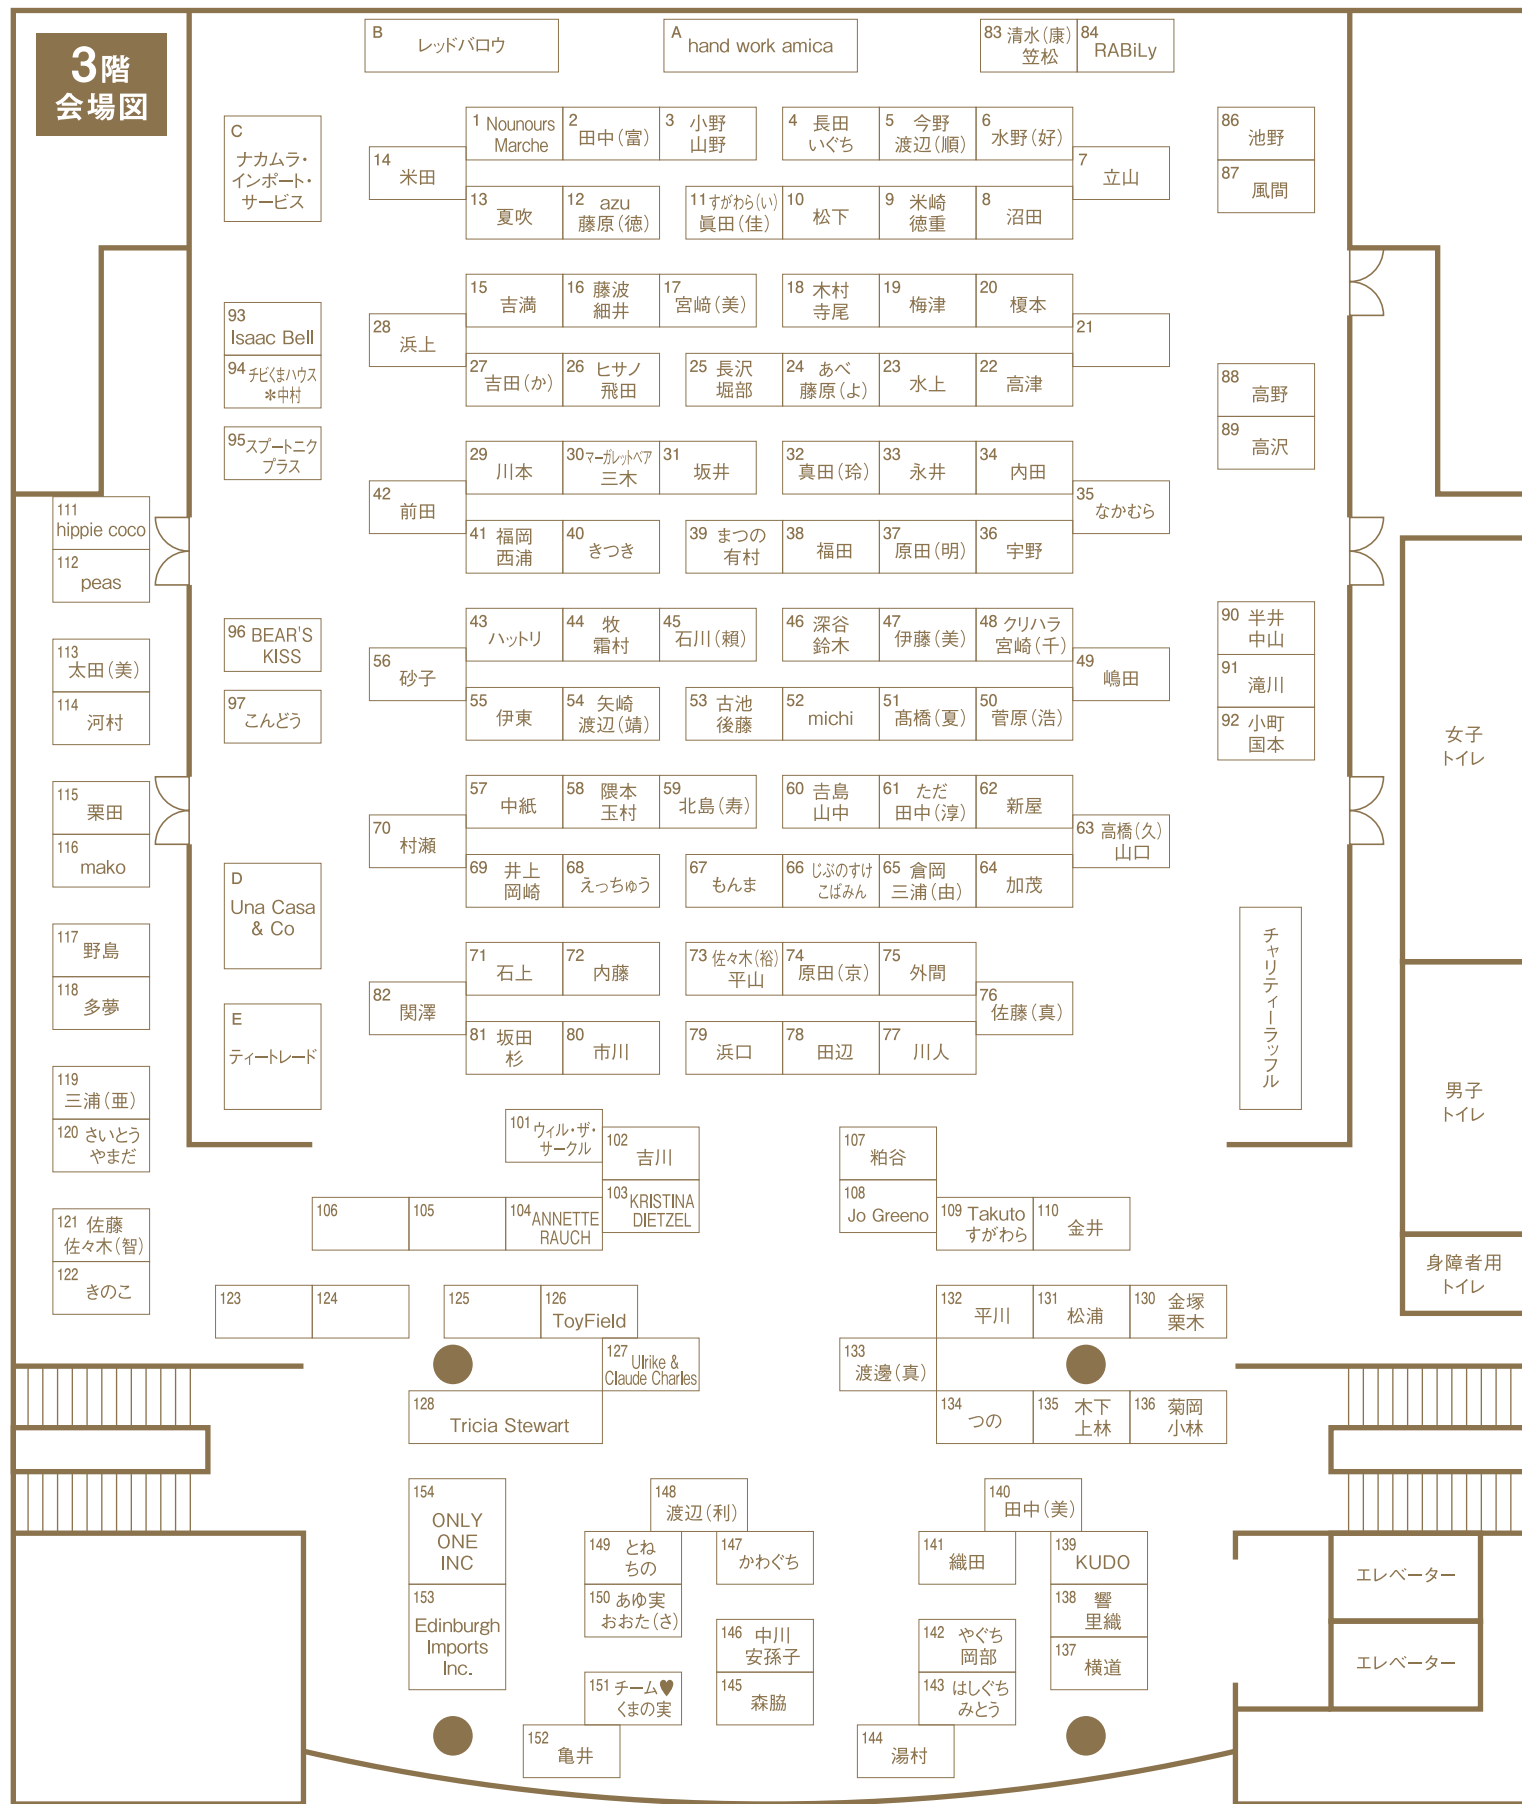 3階
会場図
B
レッドバロウ
A
hand work amica
83 清水(康)
笠松
84
RABiLy
C
ナカムラ・
インポート・
サービス
1 Nounours
Marche
2
田中(富)
3 小野
山野
4 長田
いぐち
5 今野
渡辺(順)
6
水野(好)
7
立山
14
米田
13
夏吹
12 azu
藤原(徳)
11 すがわら(い)
眞田(佳)
10
松下
9 米崎
徳重
8
沼田
86
池野
87
風間
15
吉満
16 藤波
細井
17
宮﨑(美)
18 木村
寺尾
19
梅津
20
榎本
21
28
浜上
27
吉田(か)
26 ヒサノ
飛田
25 長沢
堀部
24 あべ
藤原(よ)
23
水上
22
高津
93
Isaac Bell
94 チビくまハウス
＊中村
95 スプートニク
プラス
88
高野
89
高沢
29
川本
30 マーガレットベア
三木
31
坂井
32
真田(玲)
33
永井
34
内田
35
なかむら
42
前田
41 福岡
西浦
40
きつき
39 まつの
有村
38
福田
37
原田(明)
36
宇野
111
hippie coco
112
peas
43
ハットリ
44 牧
霜村
45
石川(賴)
46 深谷
鈴木
47
伊藤(美)
48 クリハラ
宮崎(千)
49
嶋田
56
砂子
55
伊東
54 矢崎
渡辺(靖)
53 古池
後藤
52
michi
51
髙橋(夏)
50
菅原(浩)
96 BEAR'S
KISS
97
こんどう
90 半井
中山
91
滝川
92 小町
国本
113
太田(美)
114
河村
女子
トイレ
57
中紙
58 隈本
玉村
59
北島(寿)
60 吉島
山中
61 ただ
田中(淳)
62
新屋
63 高橋(久)
山口
70
村瀬
69 井上
岡崎
68
えっちゅう
67
もんま
66 じぶのすけ
こばみん
65 倉岡
三浦(由)
64
加茂
115
栗田
116
mako
D
Una Casa
& Co
チャリティーラッフル
117
野島
118
多夢
71
石上
72
内藤
73 佐々木(裕)
平山
74
原田(京)
75
外間
76
佐藤(真)
82
関澤
81 坂田
杉
80
市川
79
浜口
78
田辺
77
川人
E
ティートレード
男子
トイレ
119
三浦(亜)
120 さいとう
やまだ
101 ウィル・ザ・
サークル
102
吉川
103 KRISTINA
DIETZEL
104 ANNETTE
RAUCH
105
106
107
粕谷
108
Jo Greeno
109 Takuto
すがわら
110
金井
121 佐藤
佐々木(智)
122
きのこ
身障者用
トイレ
123
124
125
126
ToyField
127 Ulrike &
Claude Charles
128
Tricia Stewart
132
平川
131
松浦
130 金塚
栗木
133
渡邊(真)
134
つの
135 木下
上林
136 菊岡
小林
154
ONLY
ONE
INC
153
Edinburgh
Imports
Inc.
148
渡辺(利)
149 とね
ちの
147
かわぐち
150 あゆ実
おおた(さ)
146 中川
安孫子
145
森脇
151 チーム♥
くまの実
152
亀井
140
田中(美)
141
織田
139
KUDO
138 響
里織
142 やぐち
岡部
137
横道
143 はしぐち
みとう
144
湯村
エレベーター
エレベーター